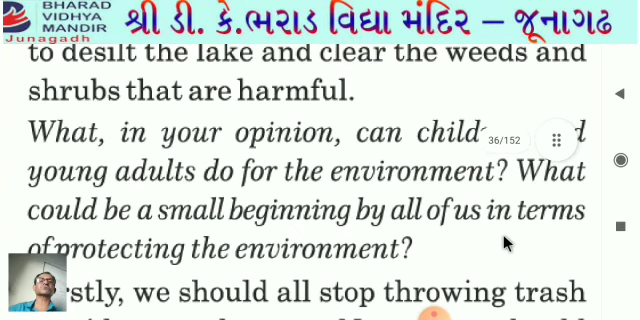 BHARAD
VIDHYA
MANDIR
Junagadh
શ્રી ડી. કે.ભરાડ વિદ્યા મંદિર – જૂનાગઢ
to desilt the lake and clear the weeds and
shrubs that are harmful.
What, in your opinion, can
36/152
young adults do for the environment? What
could be a small beginning by all of us in terms
of protecting the environment?
we should all stop throwing trash